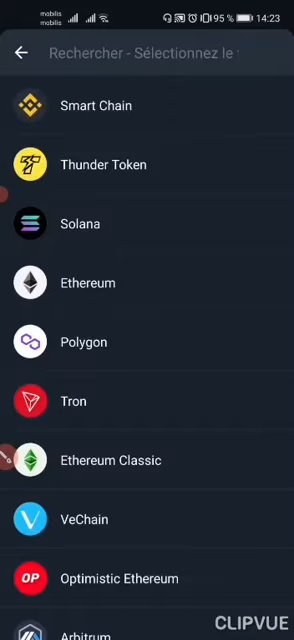 mobilis
mobilis
95 %
14:23
Rechercher - Sélectionnez le
Smart Chain
Thunder Token
Solana
Ethereum
Polygon
Tron
Ethereum Classic
VeChain
OP
Optimistic Ethereum
Arbitrum
CLIPVUE